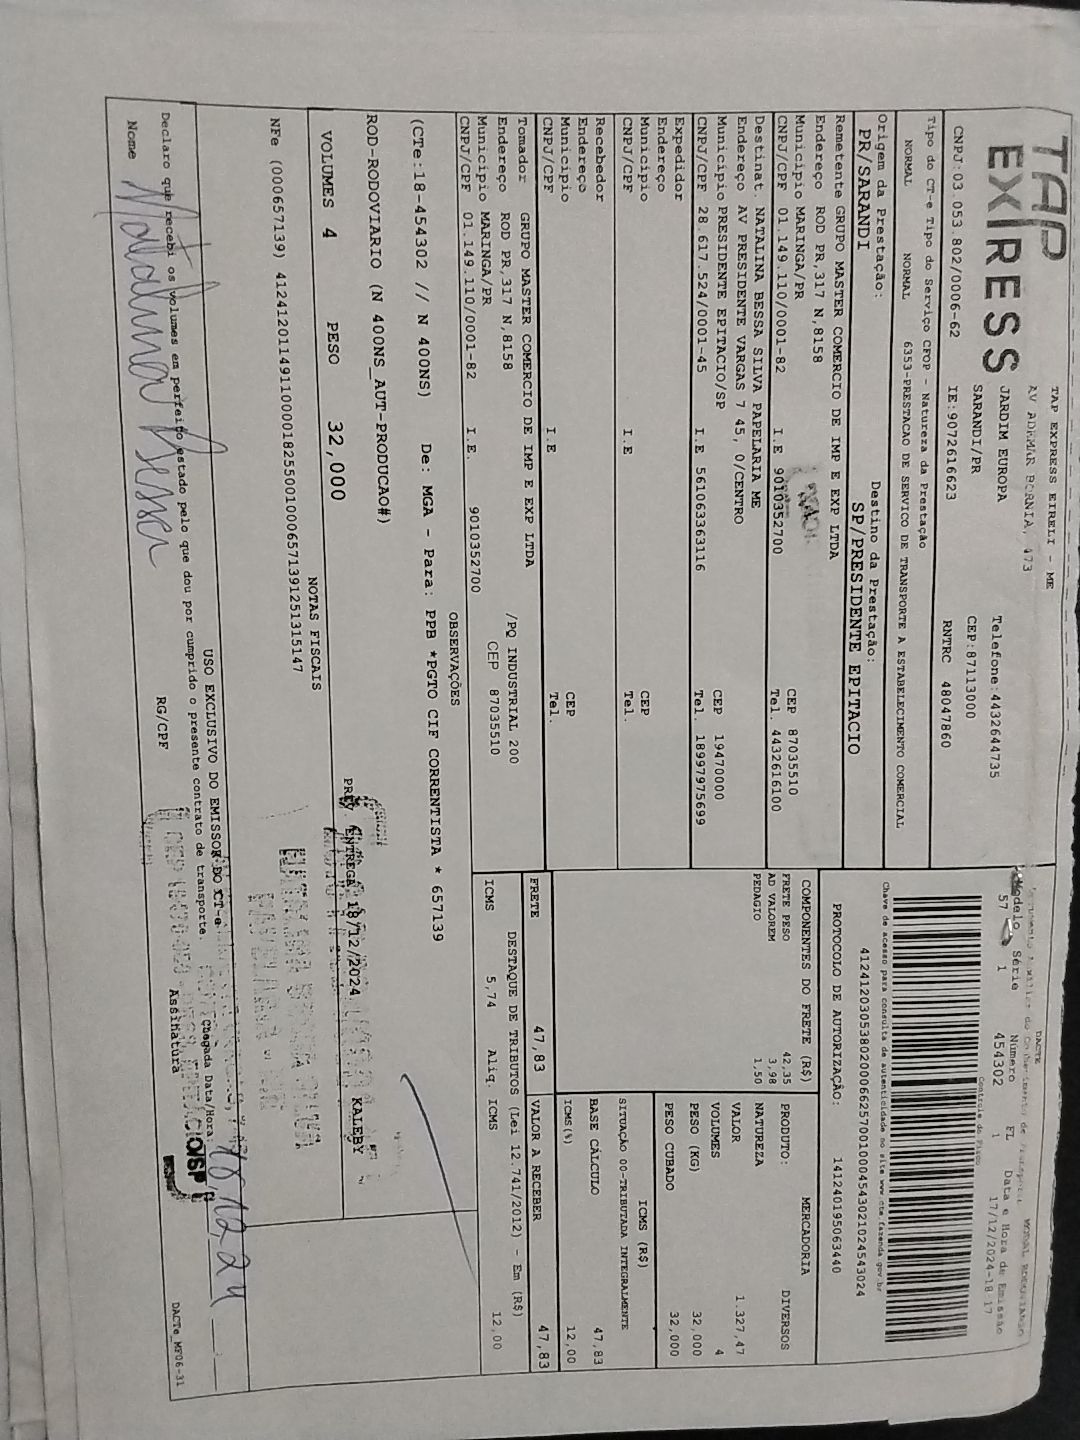 TAP
EXPRESS
TAP EXPRESS EIRELI - ME
AV ADEMAR BORNIA, 473
JARDIM EUROPA
SARANDI/PR
Telefone:4432644735
CEP:87113000
CNPJ:03.053.802/0006-62
IE:9072616623
RNTRC 48047860
DACTE
Modelo Série Número FL Data e Hora de Emissão
57 1 454302 1 17/12/2024-18:17
Controle do Fisco
Chave de acesso para consulta de autenticidade no site www.cte.fazenda.gov.br
41241203053802000662570010004543021024543024
PROTOCOLO DE AUTORIZAÇÃO: 141240195063440
Tipo do CT-e Tipo do Serviço CFOP - Natureza da Prestação
NORMAL NORMAL 6353-PRESTACAO DE SERVICO DE TRANSPORTE A ESTABELECIMENTO COMERCIAL
Origem da Prestação: Destino da Prestação:
PR/SARANDI SP/PRESIDENTE EPITACIO
Remetente GRUPO MASTER COMERCIO DE IMP E EXP LTDA
Endereço ROD PR,317 N,8158
Município MARINGA/PR CEP 87035510
CNPJ/CPF 01.149.110/0001-82 I.E 9010352700 Tel. 4432616100
Destinat. NATALINA BESSA SILVA PAPELARIA ME
Endereço AV PRESIDENTE VARGAS 7 45, 0/CENTRO
Município PRESIDENTE EPITACIO/SP CEP 19470000
CNPJ/CPF 28.617.524/0001-45 I.E 561063363116 Tel. 18997975699
Expedidor
Endereço
Município CEP
CNPJ/CPF I.E Tel.
Recebedor
Endereço
Município CEP
CNPJ/CPF I.E Tel.
Tomador GRUPO MASTER COMERCIO DE IMP E EXP LTDA
Endereço ROD PR,317 N,8158 /PQ INDUSTRIAL 200
Município MARINGA/PR CEP 87035510
CNPJ/CPF 01.149.110/0001-82 I.E. 9010352700
COMPONENTES DO FRETE (R$)
FRETE PESO 42,35
AD VALOREM 3,98
PEDAGIO 1,50
PRODUTO: MERCADORIA
NATUREZA DIVERSOS
VALOR 1.327,47
VOLUMES 4
PESO (KG) 32,000
PESO CUBADO 32,000
ICMS (R$)
SITUAÇÃO 00-TRIBUTADA INTEGRALMENTE
BASE CÁLCULO 47,83
ICMS(%) 12,00
FRETE 47,83 VALOR A RECEBER 47,83
DESTAQUE DE TRIBUTOS (Lei 12.741/2012) - Em (R$)
ICMS 5,74 Aliq. ICMS 12,00
OBSERVAÇÕES
(CTe:18-454302 // N 400NS) De: MGA - Para: PPB *PGTO CIF CORRENTISTA * 657139
ROD-RODOVIARIO (N 400NS_AUT-PRODUCAO#)
PREV. ENTREGA 18/12/2024 KALEBY
VOLUMES 4 PESO 32,000
NOTAS FISCAIS
NFe (000657139) 41241201149110000182550010006571391251315147
USO EXCLUSIVO DO EMISSOR DO CT-e
Declaro que recebi os volumes em perfeito estado pelo que dou por cumprido o presente contrato de transporte.
Chegada Data/Hora
Nome Natalina Bessa RG/CPF Assinatura
DACTe_MF06-31